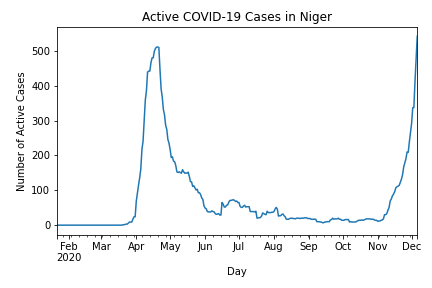 Active COVID-19 Cases in Niger
Number of Active Cases
500
400
300
200
100
0
Feb Mar Apr May Jun Jul Aug Sep Oct Nov Dec
2020
Day